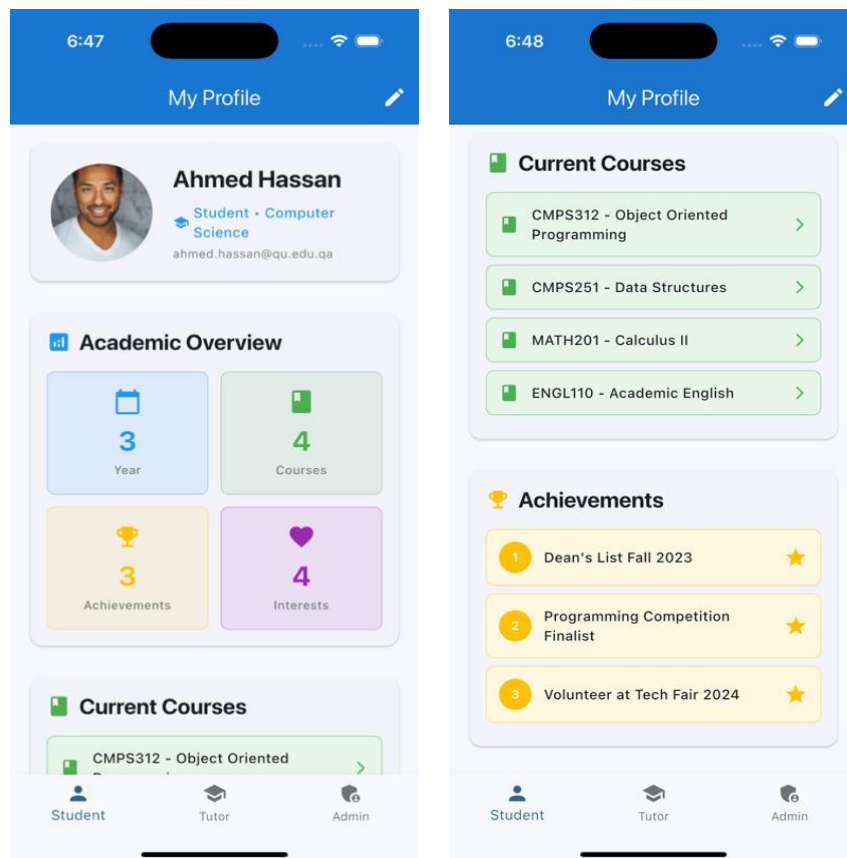 6:47
My Profile
Ahmed Hassan
Student • Computer
Science
ahmed.hassan@qu.edu.qa
Academic Overview
3
Year
4
Courses
3
Achievements
4
Interests
Current Courses
CMPS312 - Object Oriented
Student
Tutor
Admin
6:48
My Profile
Current Courses
CMPS312 - Object Oriented
Programming
CMPS251 - Data Structures
MATH201 - Calculus II
ENGL110 - Academic English
Achievements
1
Dean's List Fall 2023
2
Programming Competition
Finalist
3
Volunteer at Tech Fair 2024
Student
Tutor
Admin